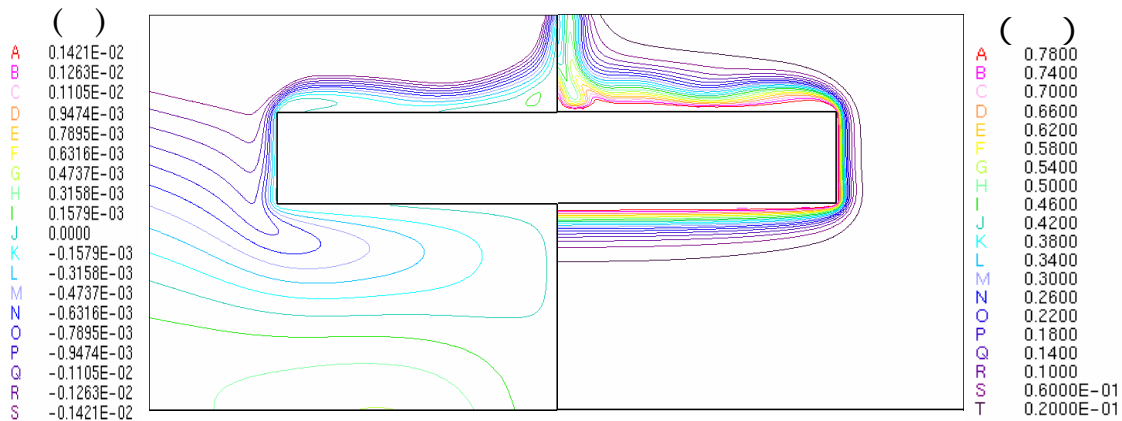 ( )
A 0.1421E-02
B 0.1263E-02
C 0.1105E-02
D 0.9474E-03
E 0.7895E-03
F 0.6316E-03
G 0.4737E-03
H 0.3158E-03
I 0.1579E-03
J 0.0000
K -0.1579E-03
L -0.3158E-03
M -0.4737E-03
N -0.6316E-03
O -0.7895E-03
P -0.9474E-03
Q -0.1105E-02
R -0.1263E-02
S -0.1421E-02
( )
A 0.7800
B 0.7400
C 0.7000
D 0.6600
E 0.6200
F 0.5800
G 0.5400
H 0.5000
I 0.4600
J 0.4200
K 0.3800
L 0.3400
M 0.3000
N 0.2600
O 0.2200
P 0.1800
Q 0.1400
R 0.1000
S 0.6000E-01
T 0.2000E-01